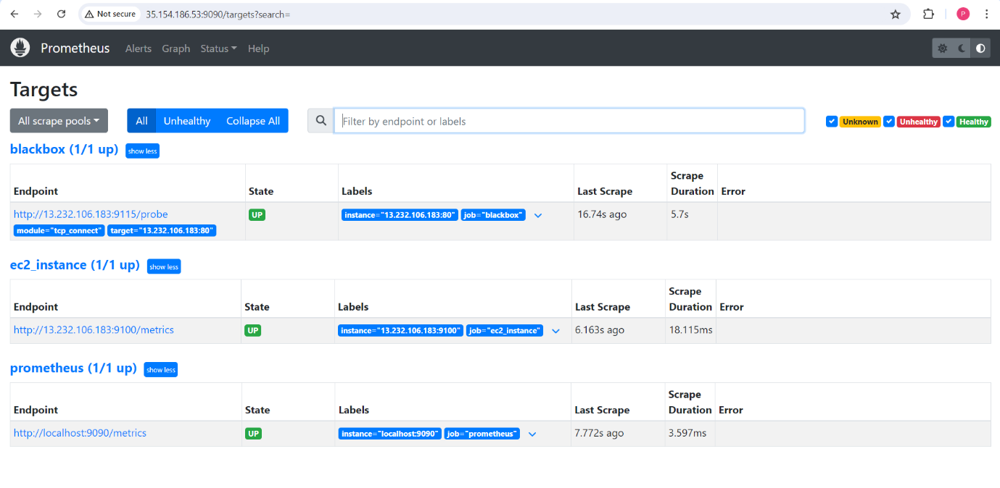 Not secure 35.154.186.53:9090/targets?search=
P
Prometheus Alerts Graph Status Help
Targets
All scrape pools All Unhealthy Collapse All Filter by endpoint or labels Unknown Unhealthy Healthy
blackbox (1/1 up) show less
Endpoint State Labels Last Scrape Scrape Duration Error
http://13.232.106.183:9115/probe UP instance="13.232.106.183:80" job="blackbox" 16.74s ago 5.7s
module="tcp_connect" target="13.232.106.183:80"
ec2_instance (1/1 up) show less
Endpoint State Labels Last Scrape Scrape Duration Error
http://13.232.106.183:9100/metrics UP instance="13.232.106.183:9100" job="ec2_instance" 6.163s ago 18.115ms
prometheus (1/1 up) show less
Endpoint State Labels Last Scrape Scrape Duration Error
http://localhost:9090/metrics UP instance="localhost:9090" job="prometheus" 7.772s ago 3.597ms